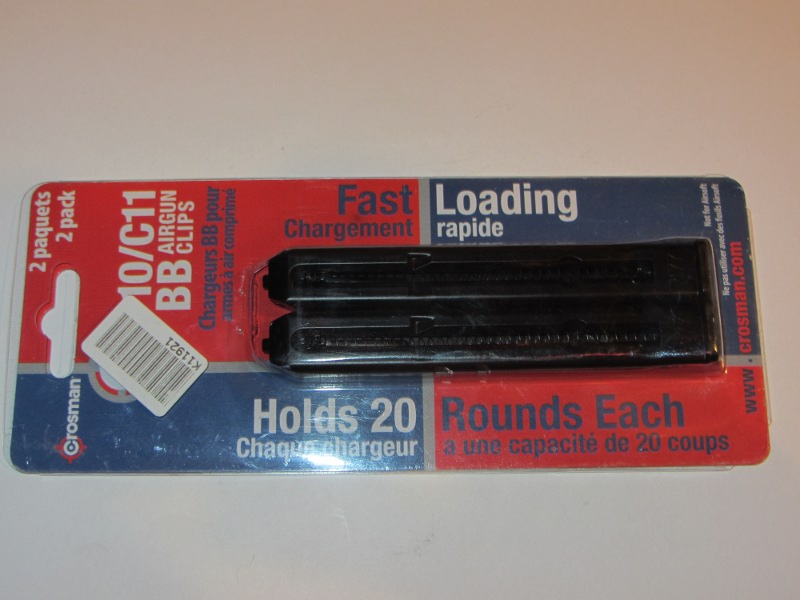 2 paquets
2 pack
10/C11
BB AIRGUN
CLIPS
Chargeurs BB pour
armes à air comprimé
Fast
Chargement
Loading
rapide
Not for Airsoft
Ne pas utiliser avec des fusils Airsoft
www.crosman.com
K11921
crosman
Holds 20
Chaque chargeur
Rounds Each
a une capacité de 20 coups